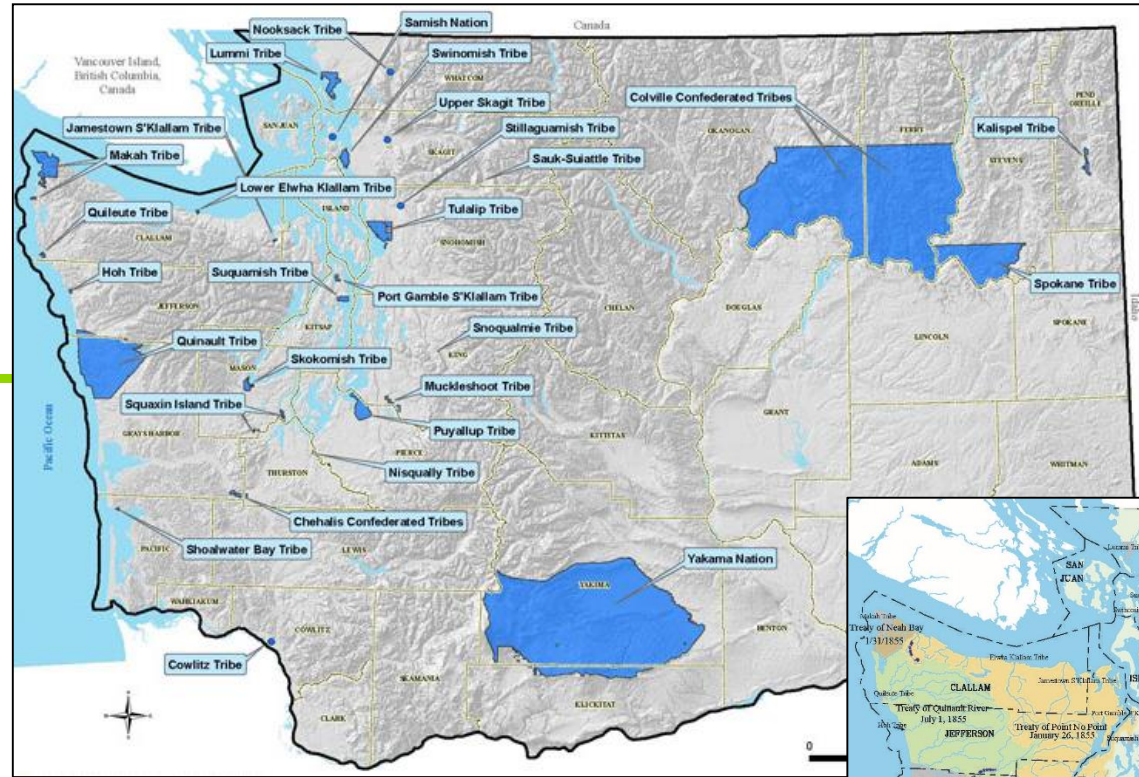 Samish Nation
Nooksack Tribe
Canada
Lummi Tribe
Swinomish Tribe
Vancouver Island,
British Columbia,
Canada
WHATCOM
Upper Skagit Tribe
Colville Confederated Tribes
PEND
OREILLE
Jamestown S'Klallam Tribe
SAN JUAN
Stillaguamish Tribe
OKANOGAN
FERRY
Kalispel Tribe
Makah Tribe
SKAGIT
Sauk-Suiattle Tribe
STEVENS
Lower Elwha Klallam Tribe
ISLAND
Quileute Tribe
Tulalip Tribe
CLALLAM
SNOHOMISH
Hoh Tribe
Suquamish Tribe
Spokane Tribe
Port Gamble S'Klallam Tribe
JEFFERSON
CHELAN
DOUGLAS
Idaho
KITSAP
Snoqualmie Tribe
SPOKANE
Quinault Tribe
LINCOLN
Skokomish Tribe
KING
MASON
Muckleshoot Tribe
Squaxin Island Tribe
GRANT
Pacific Ocean
GRAYS HARBOR
Puyallup Tribe
KITTITAS
PIERCE
ADAMS
WHITMAN
Nisqually Tribe
THURSTON
Chehalis Confederated Tribes
Shoalwater Bay Tribe
PACIFIC
LEWIS
Yakama Nation
YAKIMA
WAHKIAKUM
COWLITZ
BENTON
Cowlitz Tribe
SKAMANIA
KLICKITAT
CLARK
0
SAN
JUAN
Makah Tribe
Treaty of Neah Bay
1/31/1855
Elwha Klallam Tribe
CLALLAM
Jamestown S'Klallam Tribe
Quileute Tribe
Treaty of Quinault River
July 1, 1855
Hoh Tribe
Treaty of Point No Point
January 26, 1855
JEFFERSON